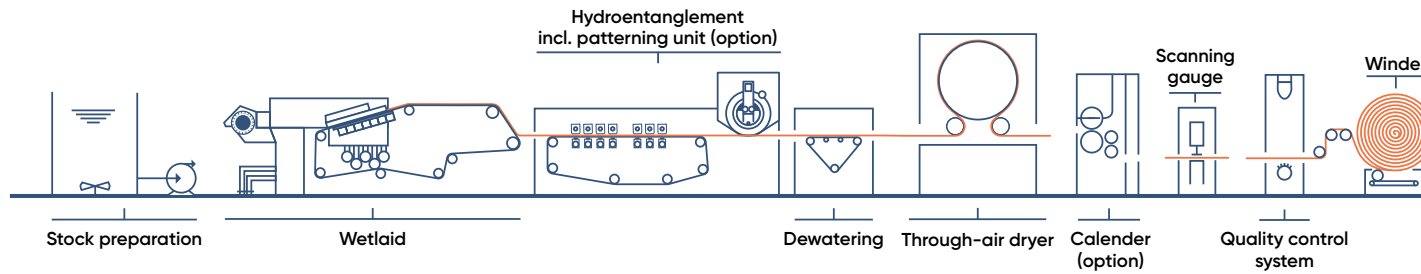 Hydroentanglement
incl. patterning unit (option)
Scanning
gauge
Winde
Stock preparation
Wetlaid
Dewatering
Through-air dryer
Calender
(option)
Quality control
system